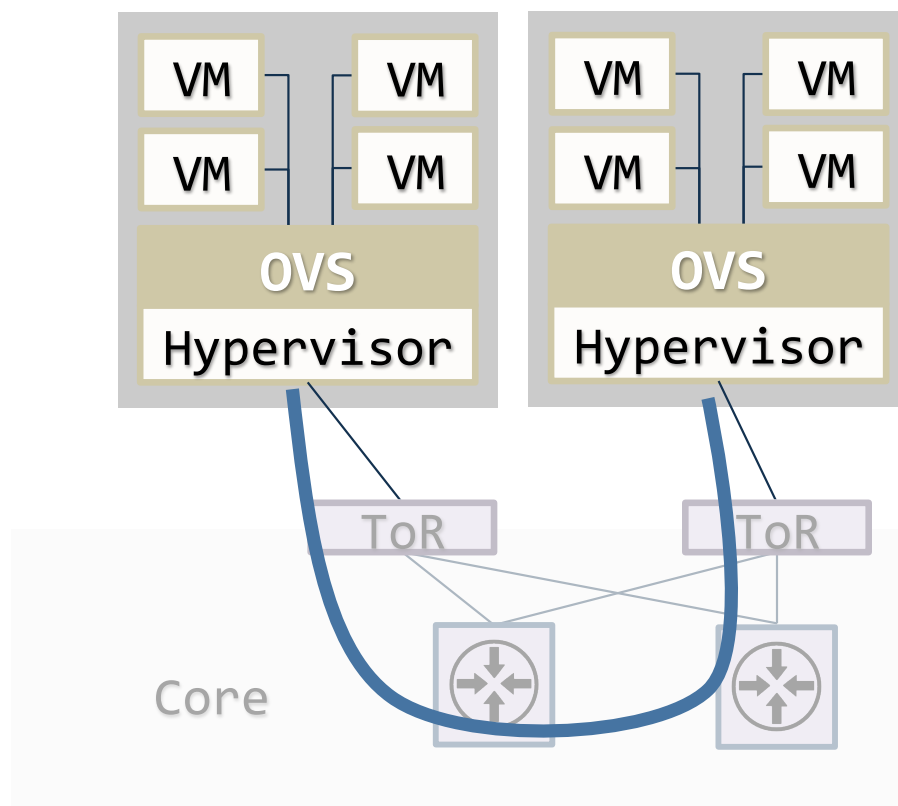 VM VM
VM VM
OVS
Hypervisor
VM VM
VM VM
OVS
Hypervisor
ToR
ToR
Core